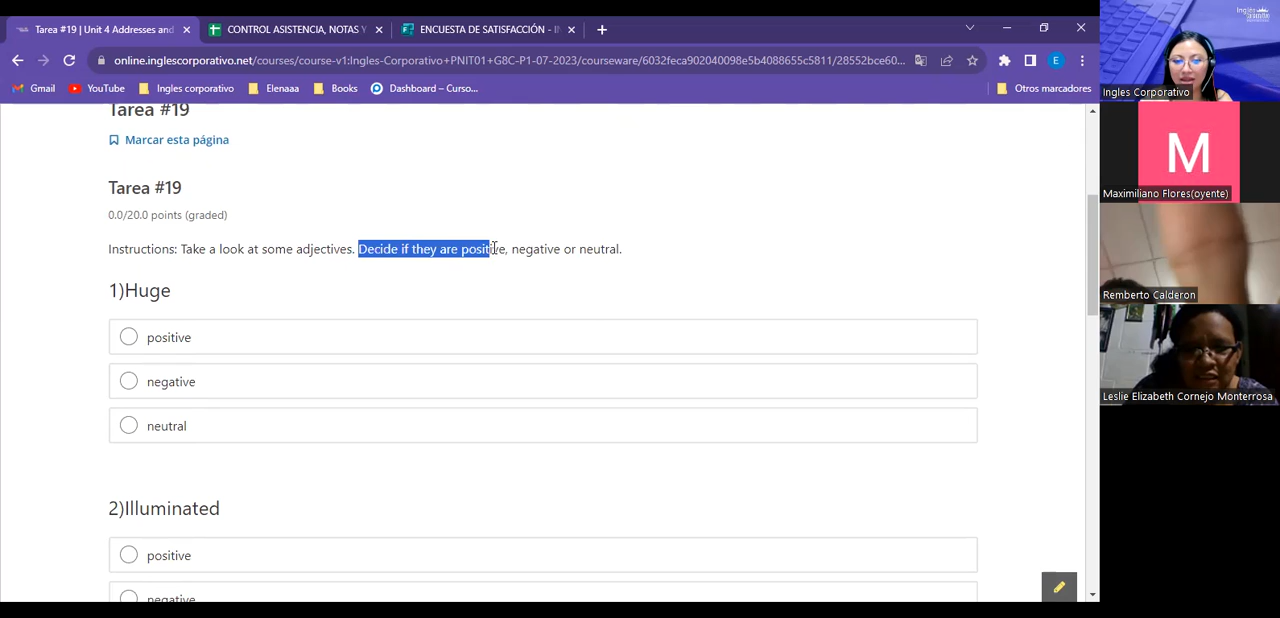 Tarea #19 | Unit 4 Addresses and
CONTROL ASISTENCIA, NOTAS Y
ENCUESTA DE SATISFACCIÓN - I
online.inglescorporativo.net/courses/course-v1:Ingles-Corporativo+PNIT01+G8C-P1-07-2023/courseware/6032feca902040098e5b4088655c5811/28552bce60...
E
Gmail
YouTube
Ingles corporativo
Elenaaa
Books
Dashboard – Curso...
Otros marcadores
Tarea #19
Marcar esta página
Tarea #19
0.0/20.0 points (graded)
Instructions: Take a look at some adjectives. Decide if they are positive, negative or neutral.
1)Huge
positive
negative
neutral
2)Illuminated
positive
negative
Ingles Corporativo
M
Maximiliano Flores(oyente)
Remberto Calderon
Leslie Elizabeth Cornejo Monterrosa